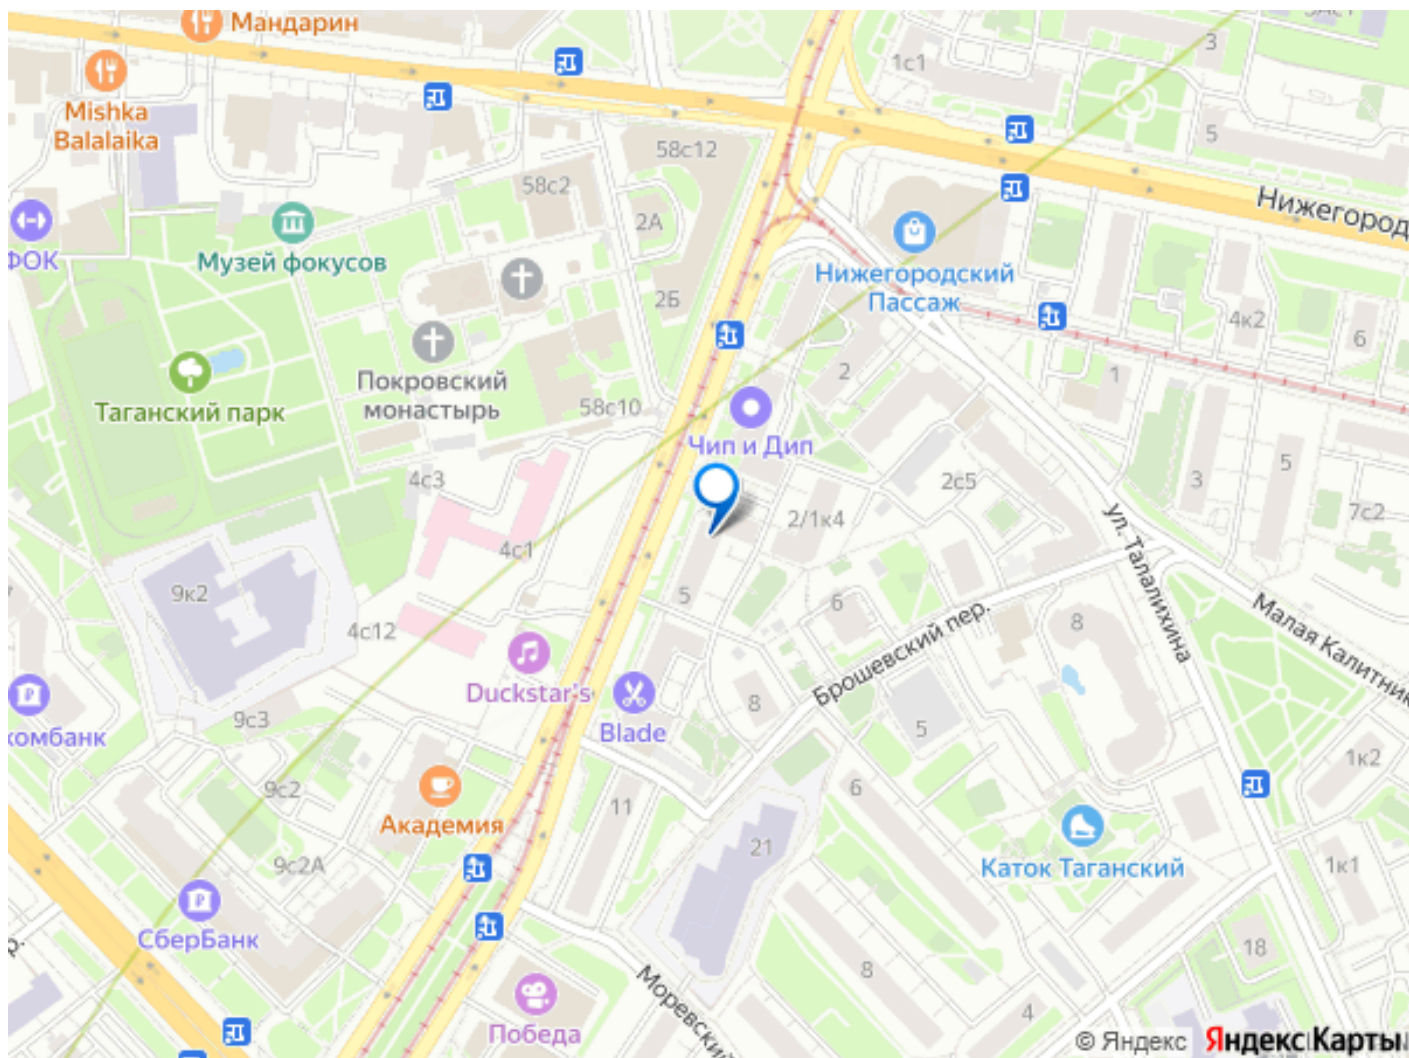 Мандарин
3
1с1
Mishka
Balalaika
5
58с12
58с2
Нижегород
2А
ФОК
Музей фокусов
Нижегородский
Пассаж
2Б
4к2
6
Покровский
монастырь
2
1
Таганский парк
58с10
Чип и Дип
4с3
2с5
3
5
7с2
2/1к4
ул. Талалихина
4с1
9к2
5
6
Малая Калитник
4с12
8
Брошевский пер.
Duckstar's
8
9с3
Blade
5
комбанк
1к2
9с2
6
11
Академия
21
Каток Таганский
9с2А
1к1
СберБанк
18
8
Моревский
Победа
4
© Яндекс Яндекс Карты